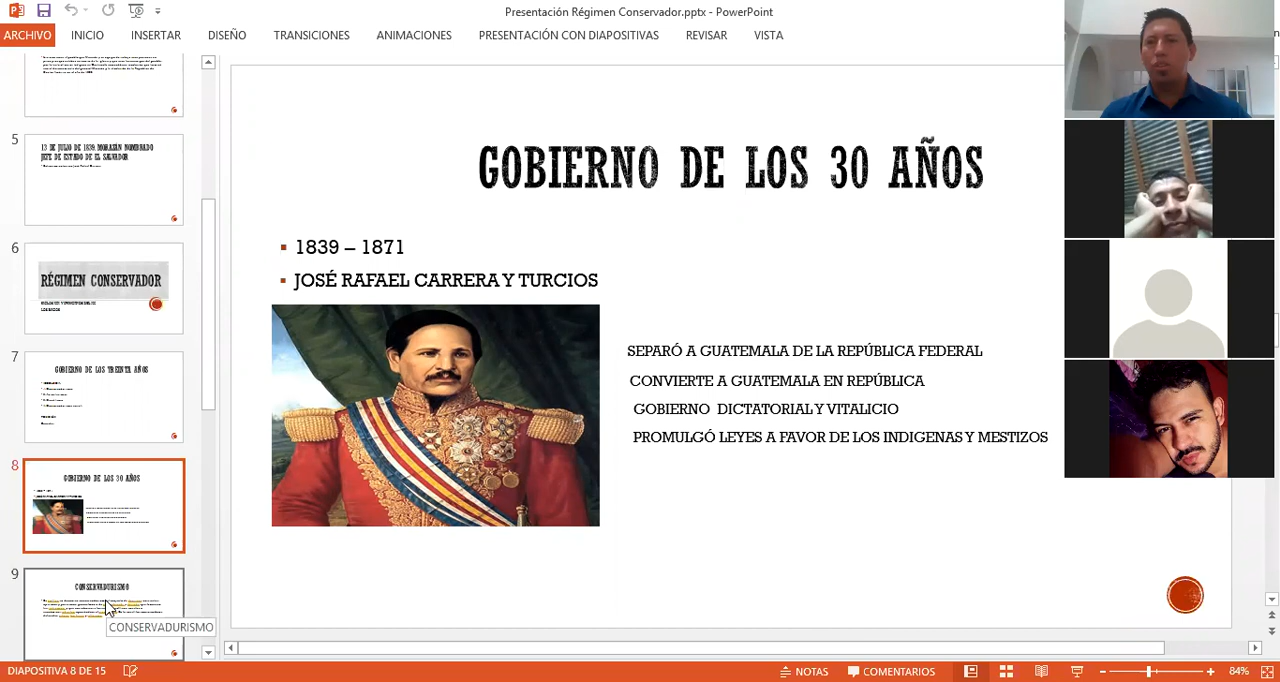 Presentación Régimen Conservador.pptx - PowerPoint
ARCHIVO INICIO INSERTAR DISEÑO TRANSICIONES ANIMACIONES PRESENTACIÓN CON DIAPOSITIVAS REVISAR VISTA
5
13 DE JULIO DE 1839: MORAZÁN NOMBRADO
JEFE DE ESTADO DE EL SALVADOR
6
RÉGIMEN CONSERVADOR
7
GOBIERNO DE LOS TREINTA AÑOS
8
GOBIERNO DE LOS 30 AÑOS
9
CONSERVADURISMO
CONSERVADURISMO
GOBIERNO DE LOS 30 AÑOS
1839 – 1871
JOSÉ RAFAEL CARRERA Y TURCIOS
SEPARÓ A GUATEMALA DE LA REPÚBLICA FEDERAL
CONVIERTE A GUATEMALA EN REPÚBLICA
GOBIERNO DICTATORIAL Y VITALICIO
PROMULGÓ LEYES A FAVOR DE LOS INDIGENAS Y MESTIZOS
DIAPOSITIVA 8 DE 15
NOTAS
COMENTARIOS
84%